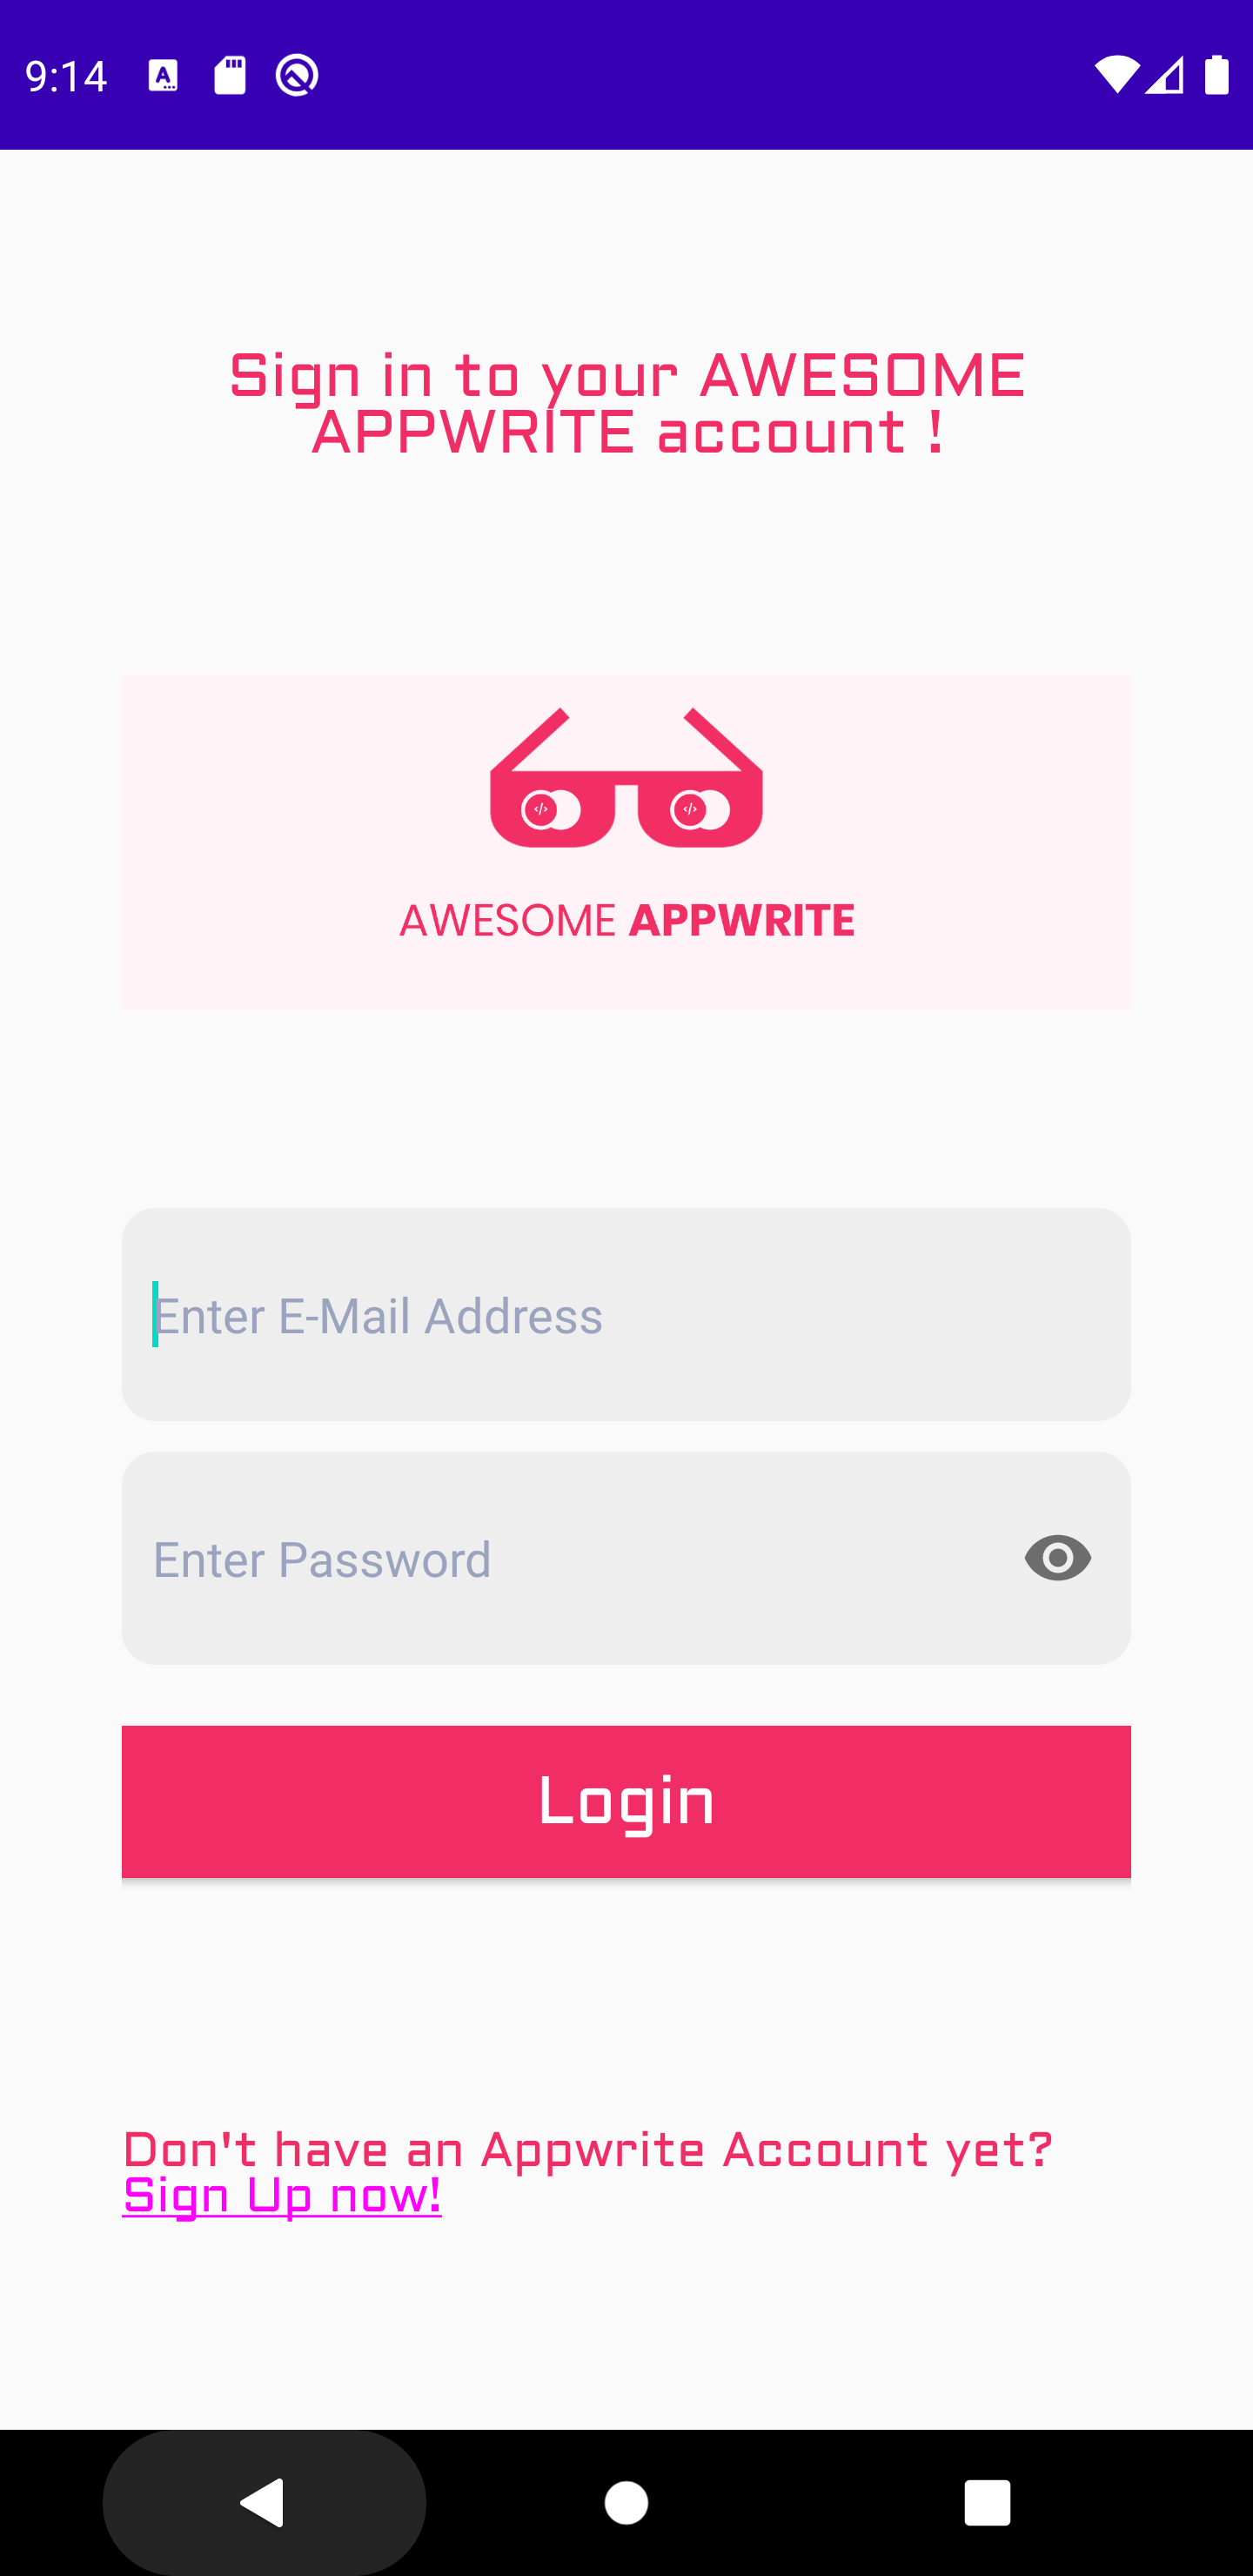 9:14
Sign in to your AWESOME
APPWRITE account !
AWESOME APPWRITE
Enter E-Mail Address
Enter Password
Login
Don't have an Appwrite Account yet?
Sign Up now!